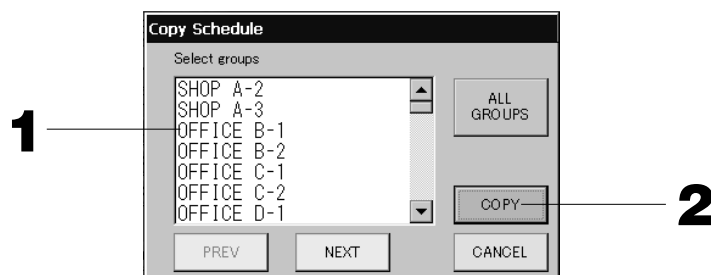 Copy Schedule
Select groups
SHOP A-2
SHOP A-3
OFFICE B-1
OFFICE B-2
OFFICE C-1
OFFICE C-2
OFFICE D-1
ALL
GROUPS
COPY
PREV
NEXT
CANCEL
1
2